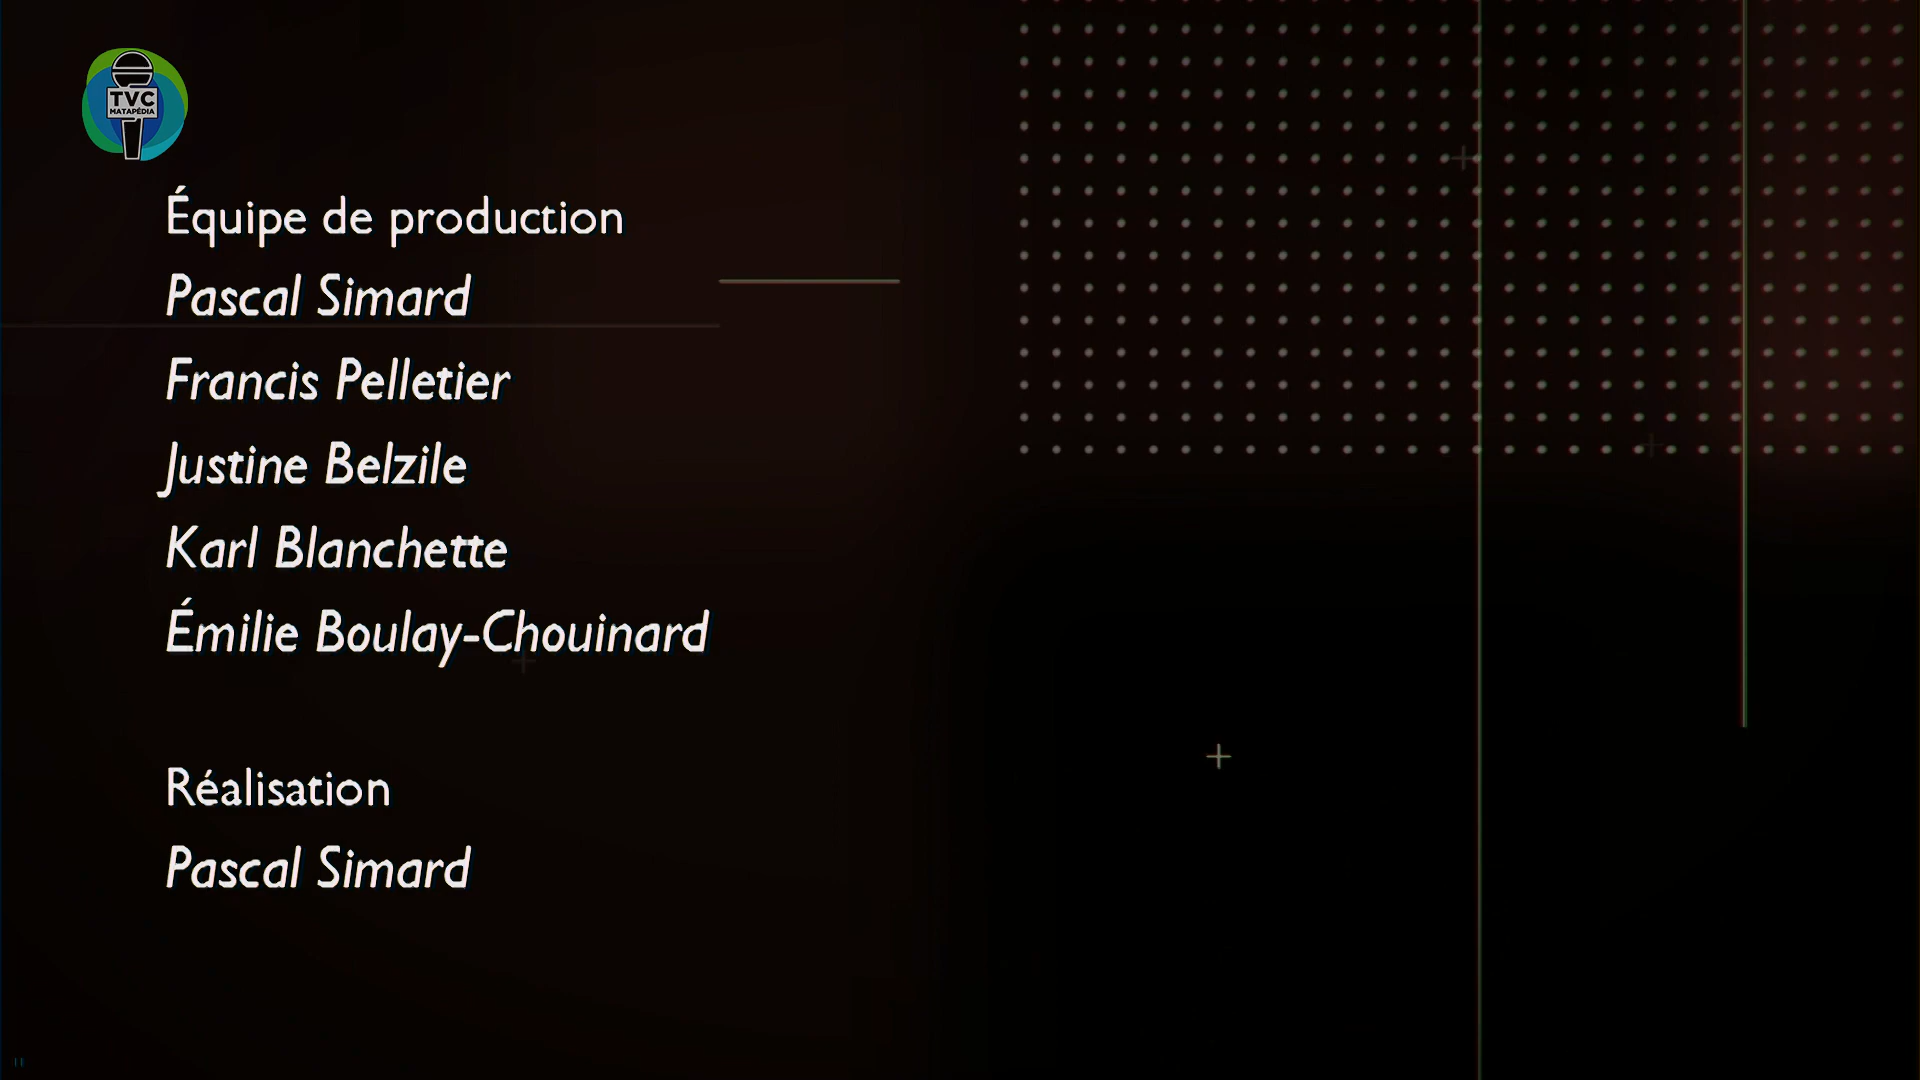 TVC
MATAPÉDIA
Équipe de production
Pascal Simard
Francis Pelletier
Justine Belzile
Karl Blanchette
Émilie Boulay-Chouinard
Réalisation
Pascal Simard